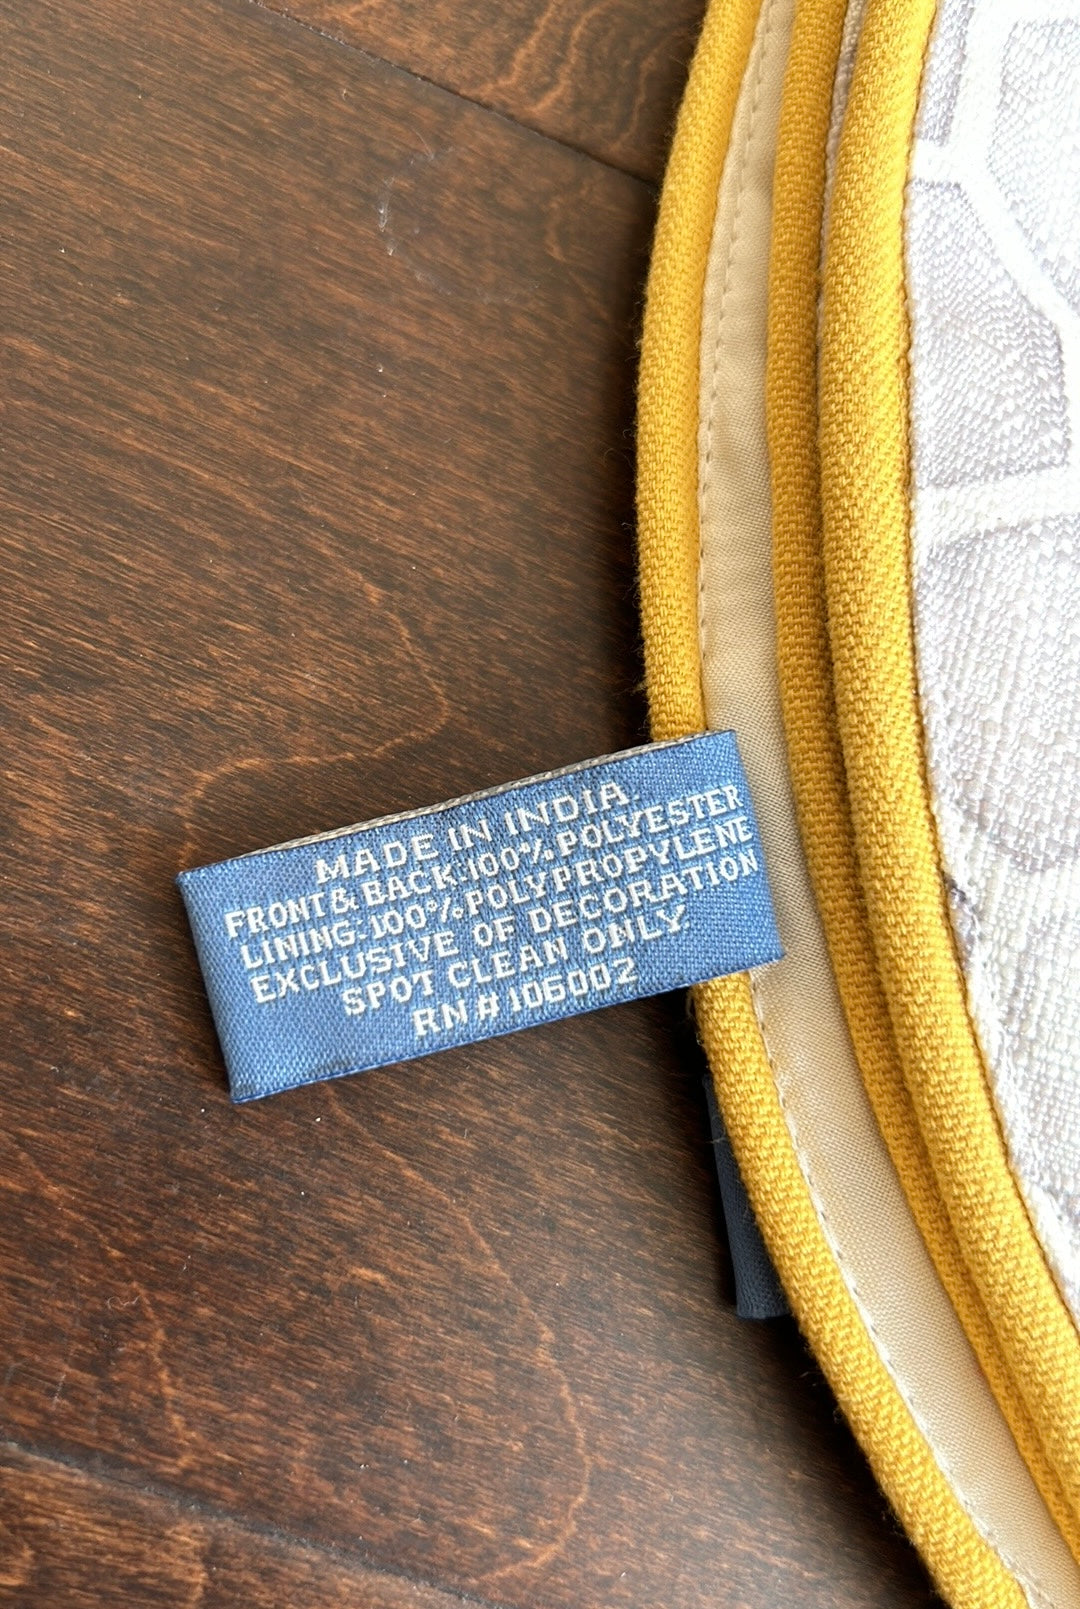 MADE IN INDIA.
FRONT & BACK:100% POLYESTER
LINING-100% POLYPROPYLENE
EXCLUSIVE OF DECORATION
SPOT CLEAN ONLY.
RN # 106002